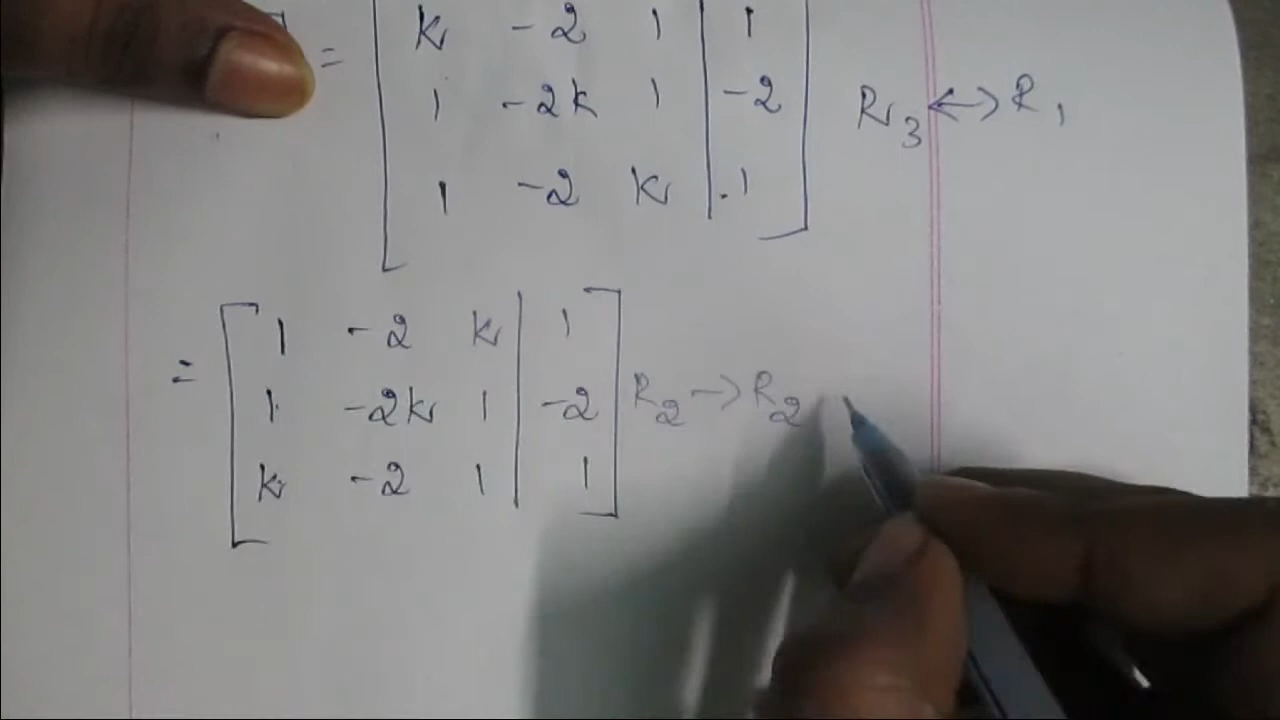 = k -2 1 | 1
1 -2k 1 | -2 R3 ↔ R1
1 -2 k | .1
1 -2 k | 1
= 1 -2k 1 | -2 R2 → R2
k -2 1 | 1